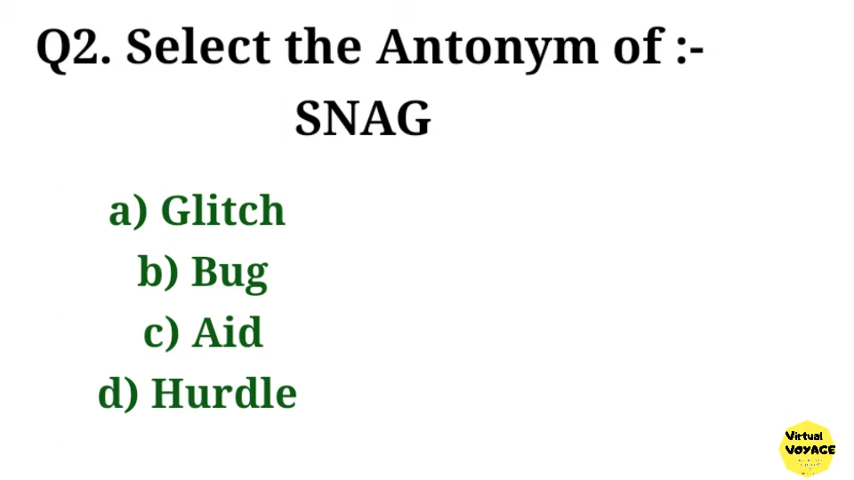 Q2. Select the Antonym of :-
SNAG
a) Glitch
b) Bug
c) Aid
d) Hurdle
Virtual
VOYAGE